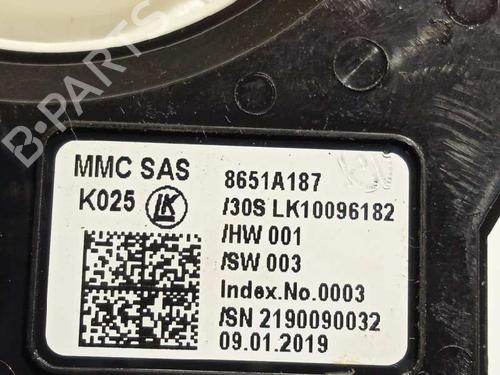 B-PARTS
MMC SAS
K025 LK
8651A187
/30S LK10096182
/HW 001
/SW 003
Index.No.0003
/SN 2190090032
09.01.2019